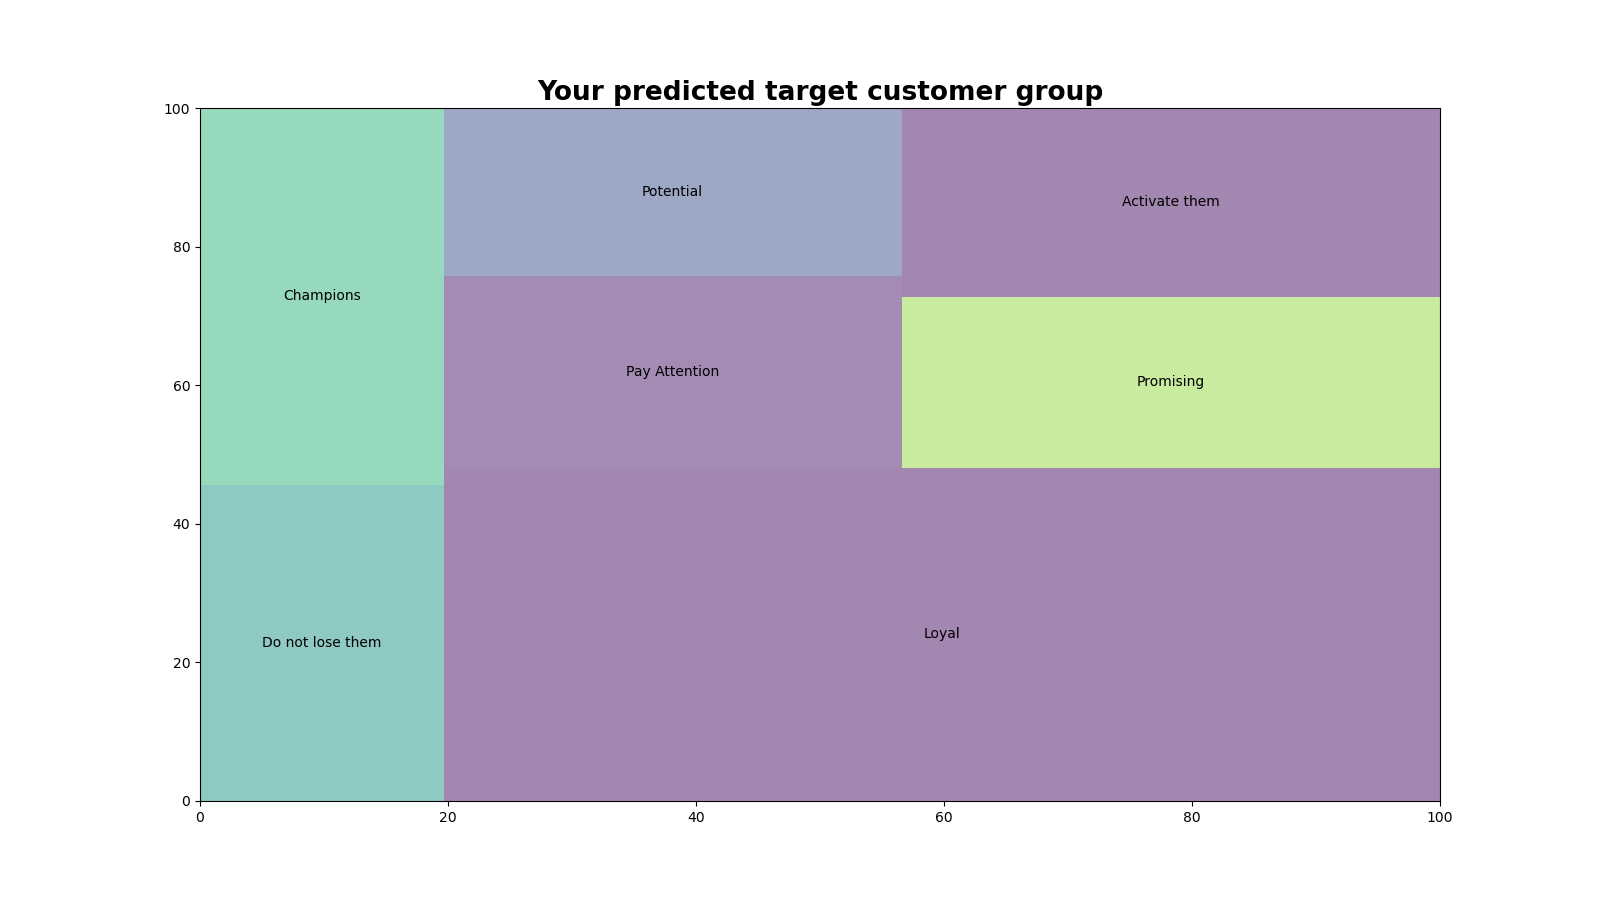 Your predicted target customer group
100
80
60
40
20
0
Champions
Do not lose them
Potential
Pay Attention
Activate them
Promising
Loyal
0 20 40 60 80 100